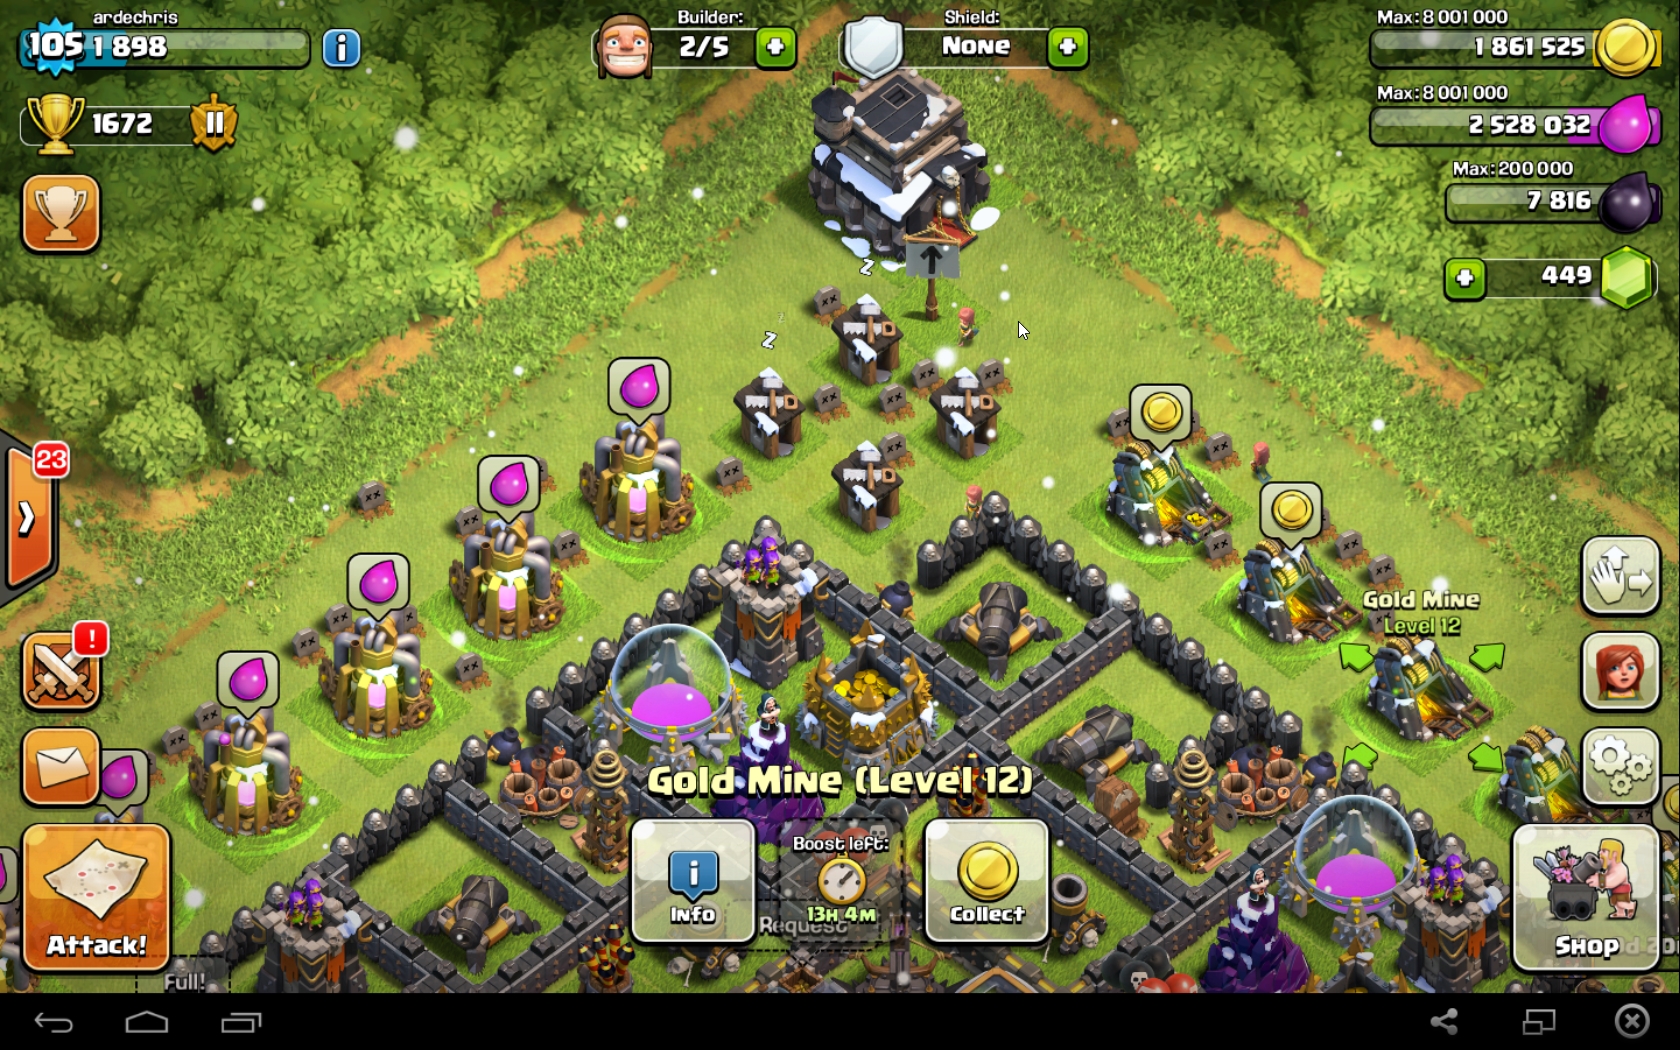 ardechris
105 1 898
Builder:
2/5
Shield:
None
Max: 8 001 000
1 861 525
Max: 8 001 000
2 528 032
Max: 200 000
7 816
449
1672
II
z
z
z
23
!
Gold Mine
Level 12
Gold Mine (Level 12)
Boost left:
13h 4m
Info
Request
Collect
Attack!
Full!
Shop